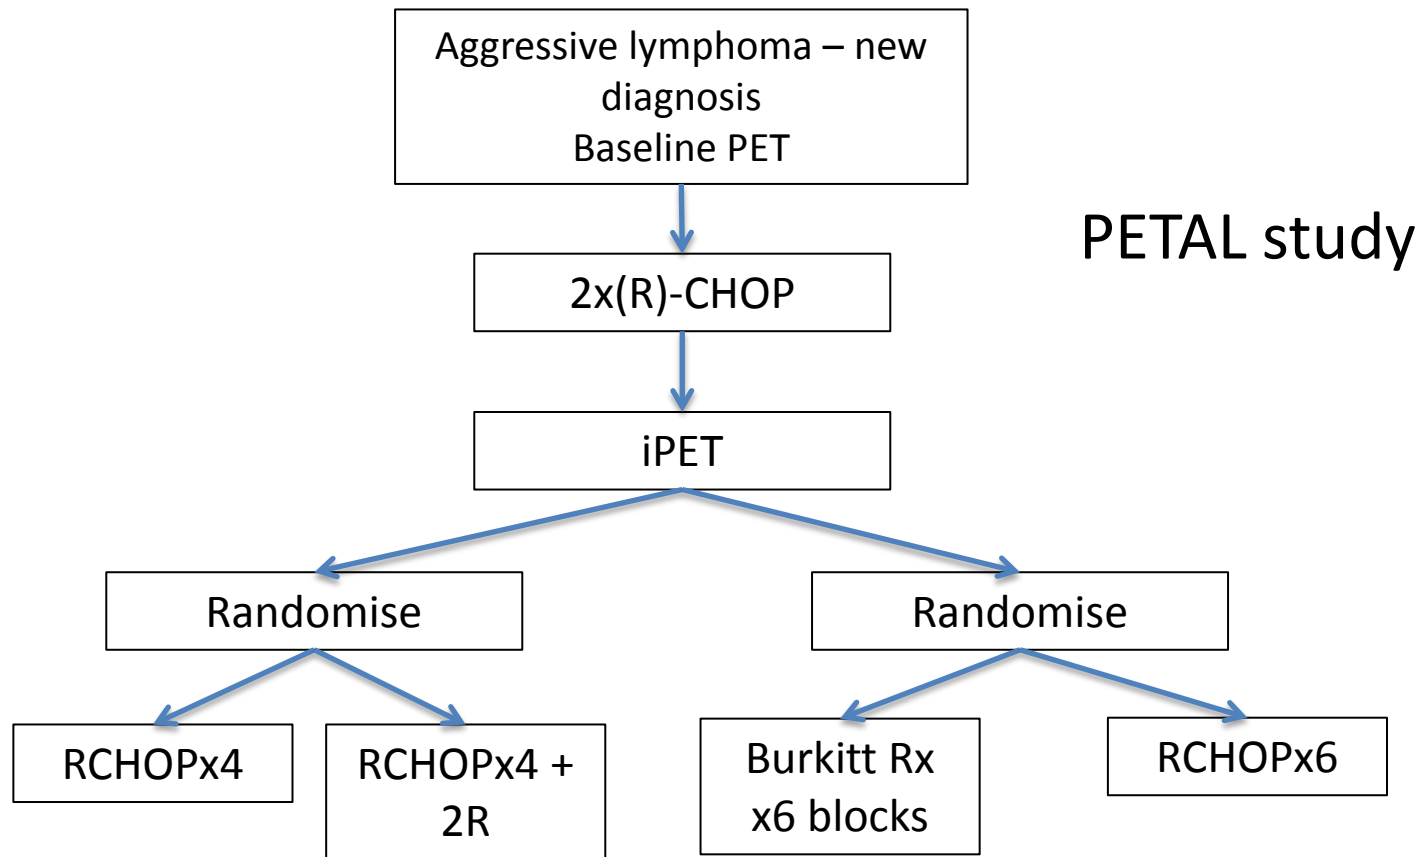 Aggressive lymphoma – new
diagnosis
Baseline PET
PETAL study
2x(R)-CHOP
iPET
Randomise
Randomise
RCHOPx4
RCHOPx4 +
2R
Burkitt Rx
x6 blocks
RCHOPx6